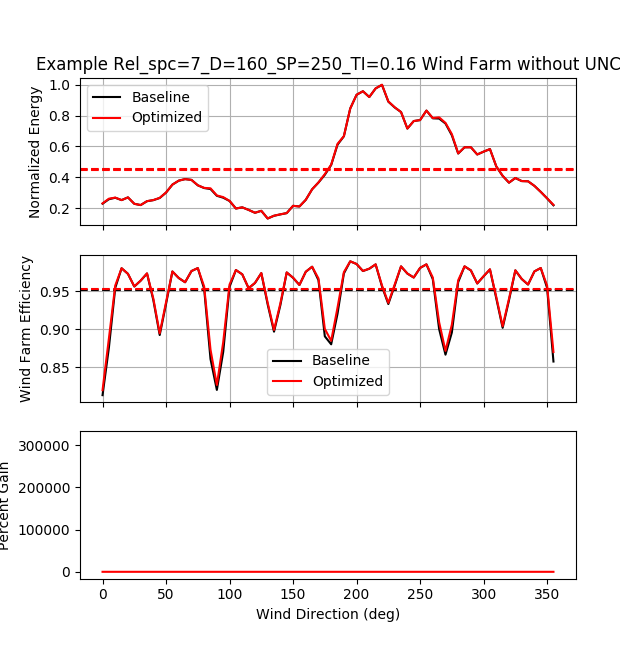 Example Rel_spc=7_D=160_SP=250_TI=0.16 Wind Farm without UNC
Normalized Energy
1.0
0.8
0.6
0.4
0.2
Baseline
Optimized
Wind Farm Efficiency
0.95
0.90
0.85
Baseline
Optimized
Percent Gain
300000
200000
100000
0
0
50
100
150
200
250
300
350
Wind Direction (deg)